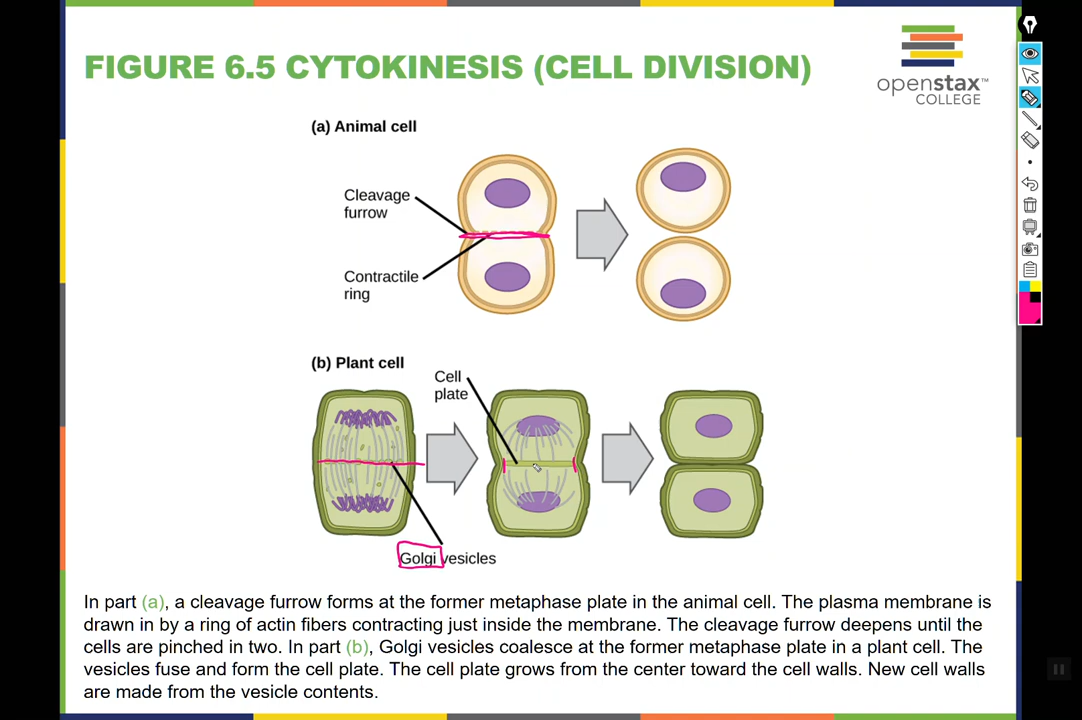 FIGURE 6.5 CYTOKINESIS (CELL DIVISION)
openstax™
COLLEGE
(a) Animal cell
Cleavage
furrow
Contractile
ring
(b) Plant cell
Cell
plate
Golgi vesicles
In part (a), a cleavage furrow forms at the former metaphase plate in the animal cell. The plasma membrane is
drawn in by a ring of actin fibers contracting just inside the membrane. The cleavage furrow deepens until the
cells are pinched in two. In part (b), Golgi vesicles coalesce at the former metaphase plate in a plant cell. The
vesicles fuse and form the cell plate. The cell plate grows from the center toward the cell walls. New cell walls
are made from the vesicle contents.